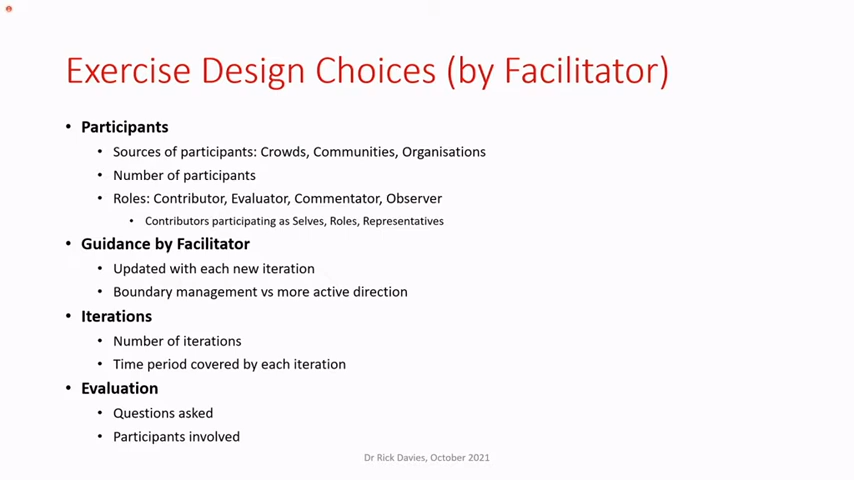 Exercise Design Choices (by Facilitator)
• Participants
• Sources of participants: Crowds, Communities, Organisations
• Number of participants
• Roles: Contributor, Evaluator, Commentator, Observer
• Contributors participating as Selves, Roles, Representatives
• Guidance by Facilitator
• Updated with each new iteration
• Boundary management vs more active direction
• Iterations
• Number of iterations
• Time period covered by each iteration
• Evaluation
• Questions asked
• Participants involved
Dr Rick Davies, October 2021